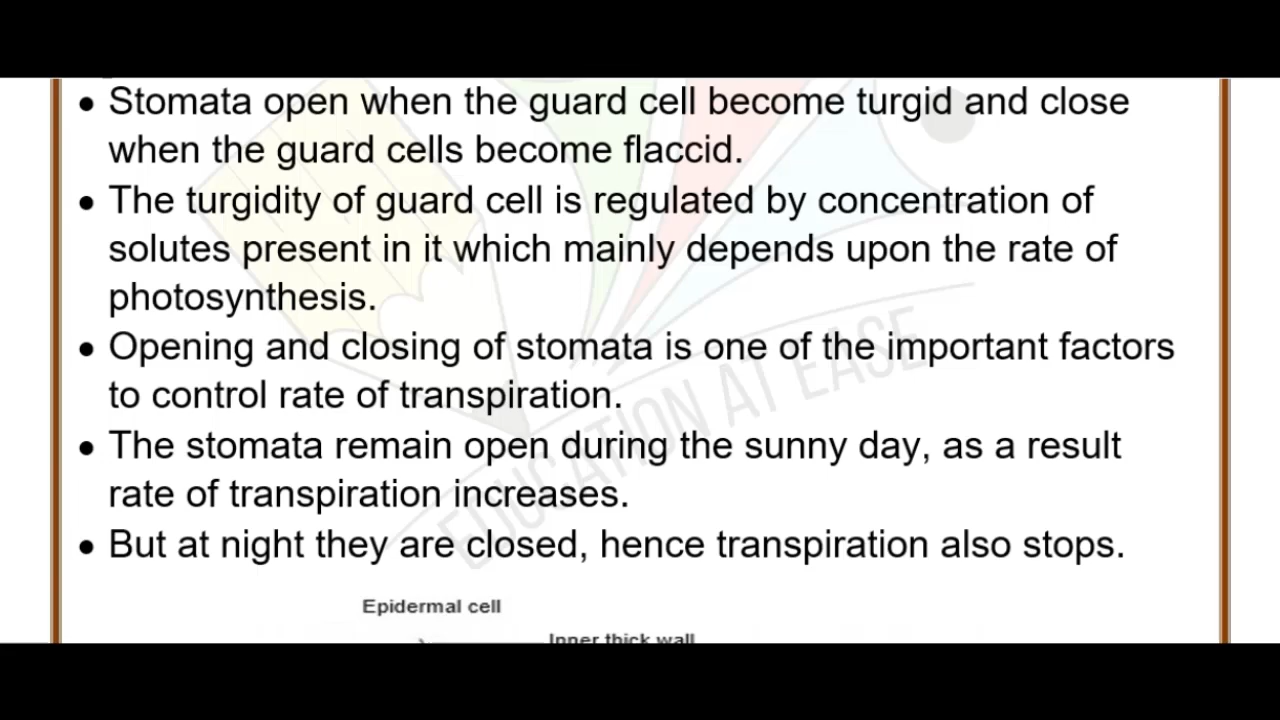 • Stomata open when the guard cell become turgid and close
when the guard cells become flaccid.
• The turgidity of guard cell is regulated by concentration of
solutes present in it which mainly depends upon the rate of
photosynthesis.
• Opening and closing of stomata is one of the important factors
to control rate of transpiration.
• The stomata remain open during the sunny day, as a result
rate of transpiration increases.
• But at night they are closed, hence transpiration also stops.
EDUCATION AT EASE
Epidermal cell
Inner thick wall